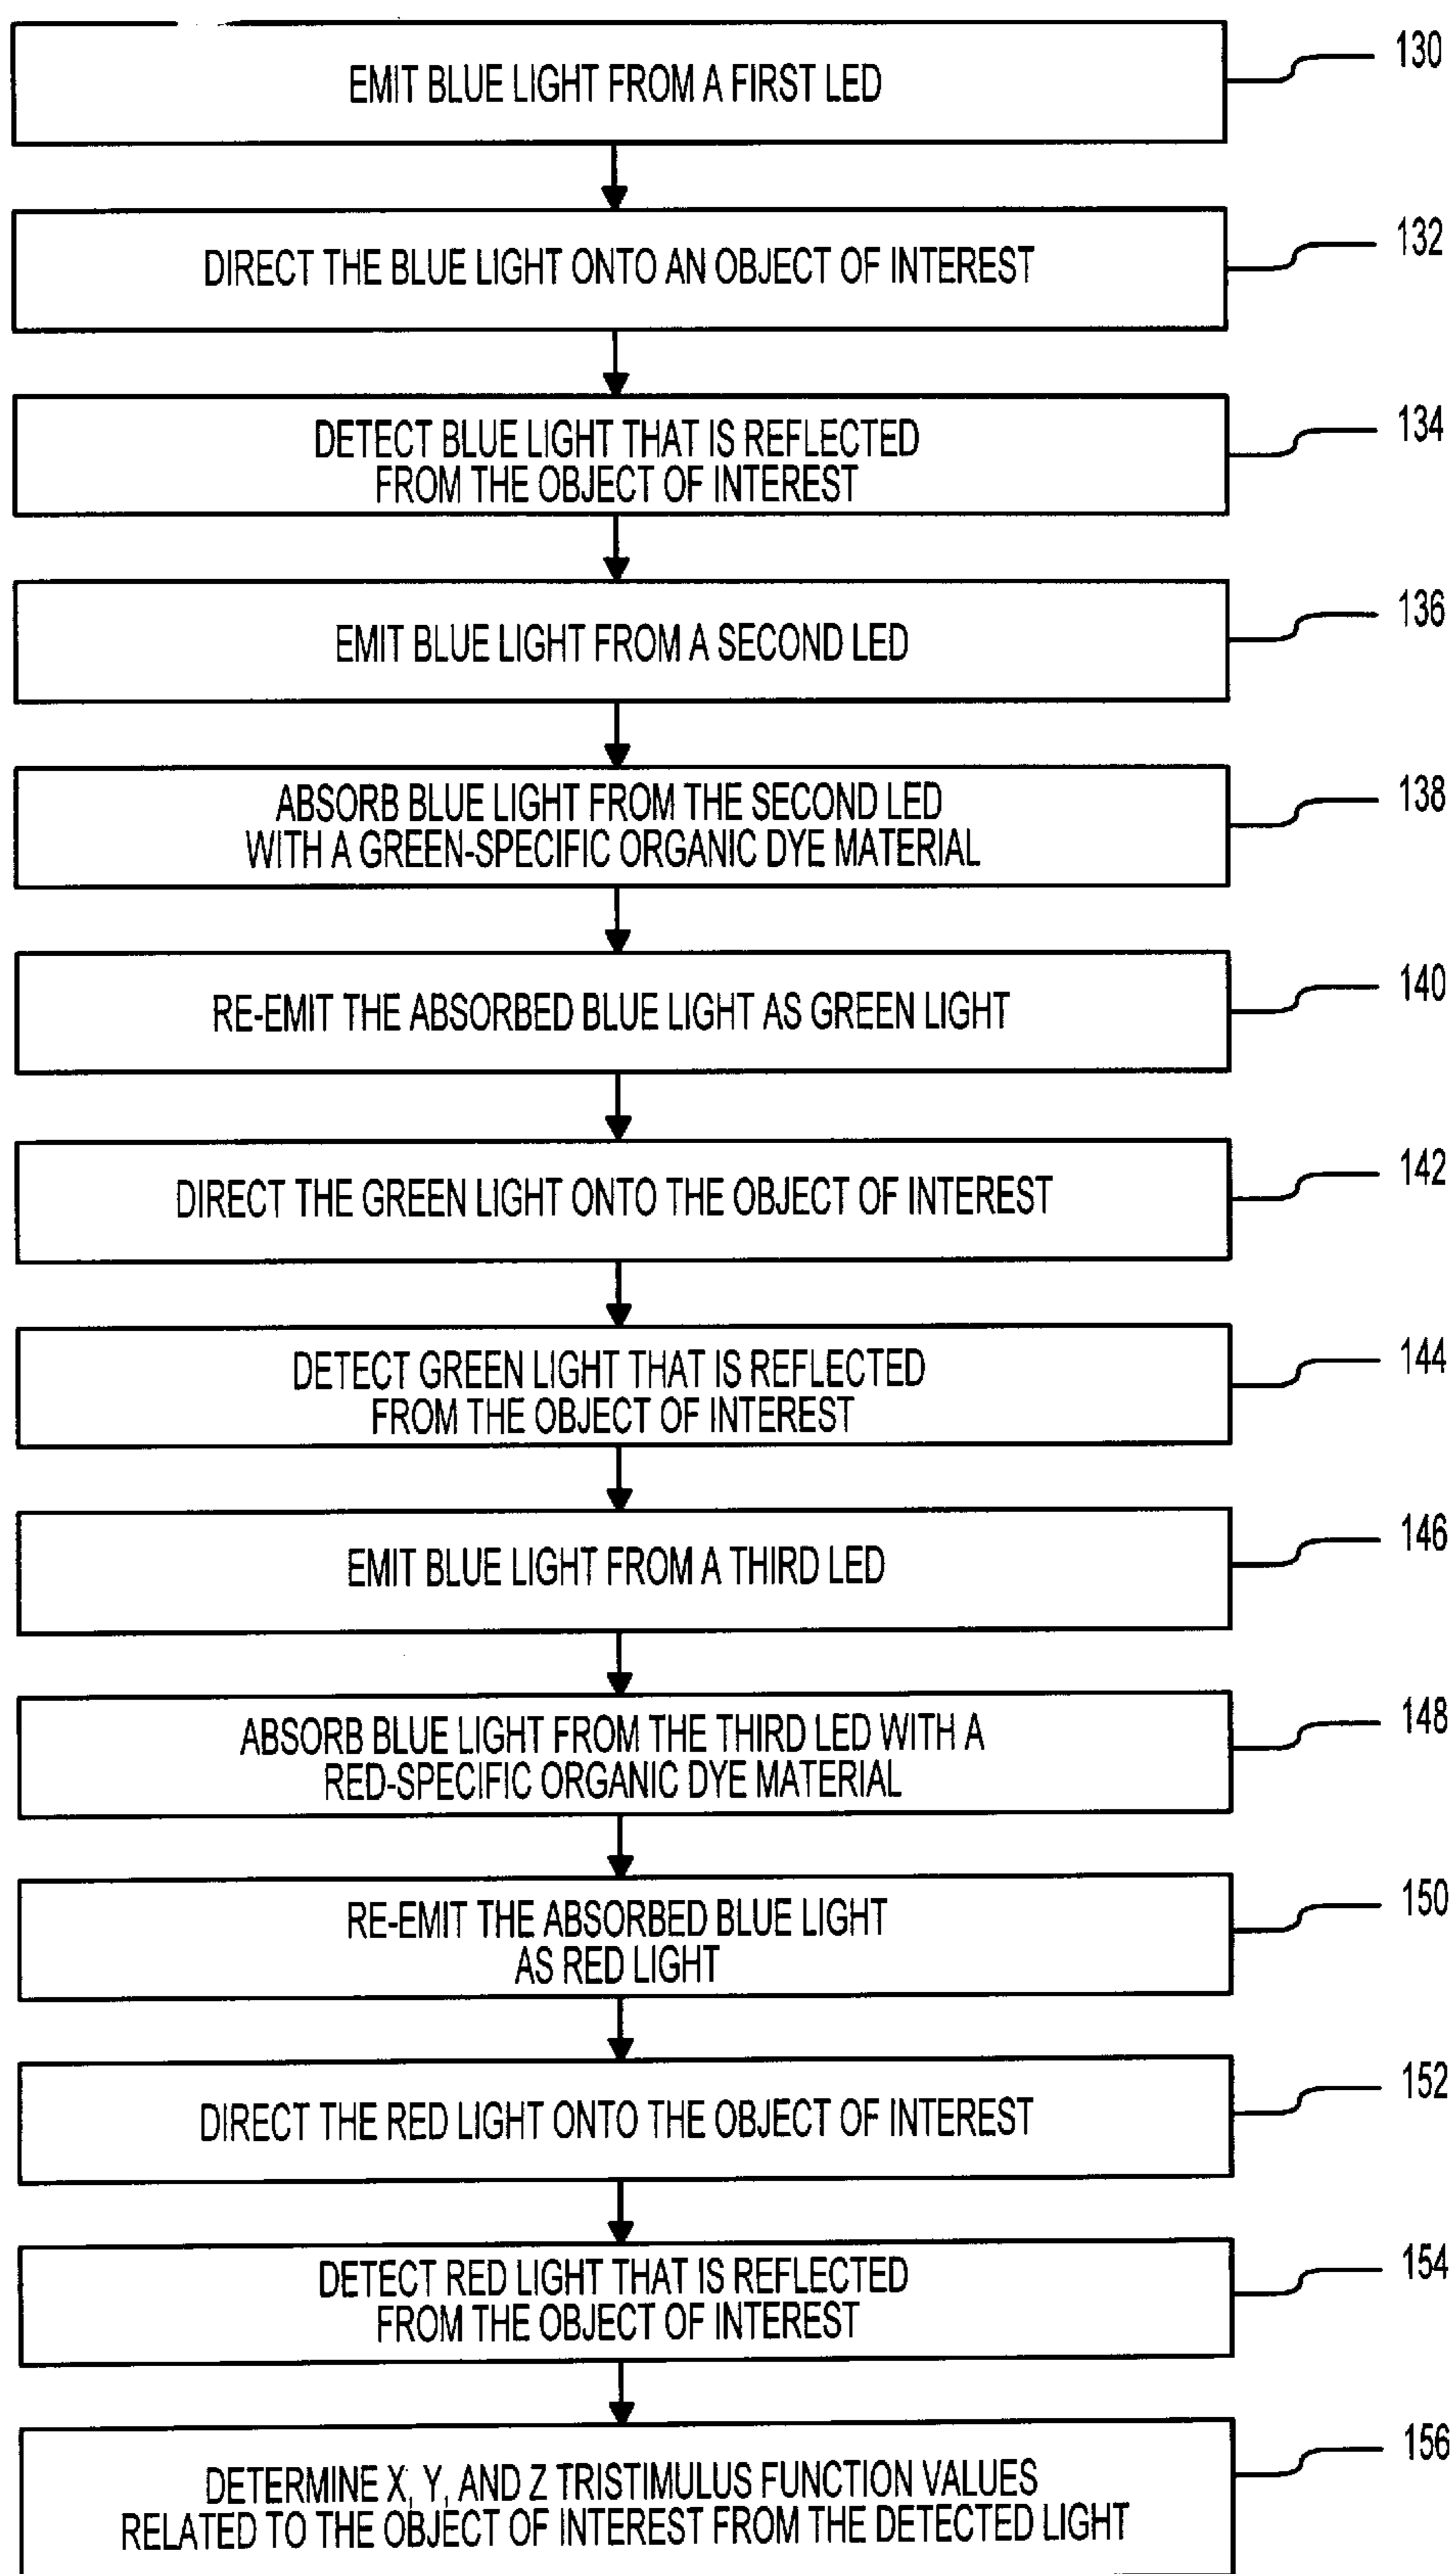 EMIT BLUE LIGHT FROM A FIRST LED
130
DIRECT THE BLUE LIGHT ONTO AN OBJECT OF INTEREST
132
DETECT BLUE LIGHT THAT IS REFLECTED
FROM THE OBJECT OF INTEREST
134
EMIT BLUE LIGHT FROM A SECOND LED
136
ABSORB BLUE LIGHT FROM THE SECOND LED
WITH A GREEN-SPECIFIC ORGANIC DYE MATERIAL
138
RE-EMIT THE ABSORBED BLUE LIGHT AS GREEN LIGHT
140
DIRECT THE GREEN LIGHT ONTO THE OBJECT OF INTEREST
142
DETECT GREEN LIGHT THAT IS REFLECTED
FROM THE OBJECT OF INTEREST
144
EMIT BLUE LIGHT FROM A THIRD LED
146
ABSORB BLUE LIGHT FROM THE THIRD LED WITH A
RED-SPECIFIC ORGANIC DYE MATERIAL
148
RE-EMIT THE ABSORBED BLUE LIGHT
AS RED LIGHT
150
DIRECT THE RED LIGHT ONTO THE OBJECT OF INTEREST
152
DETECT RED LIGHT THAT IS REFLECTED
FROM THE OBJECT OF INTEREST
154
DETERMINE X, Y, AND Z TRISTIMULUS FUNCTION VALUES
RELATED TO THE OBJECT OF INTEREST FROM THE DETECTED LIGHT
156